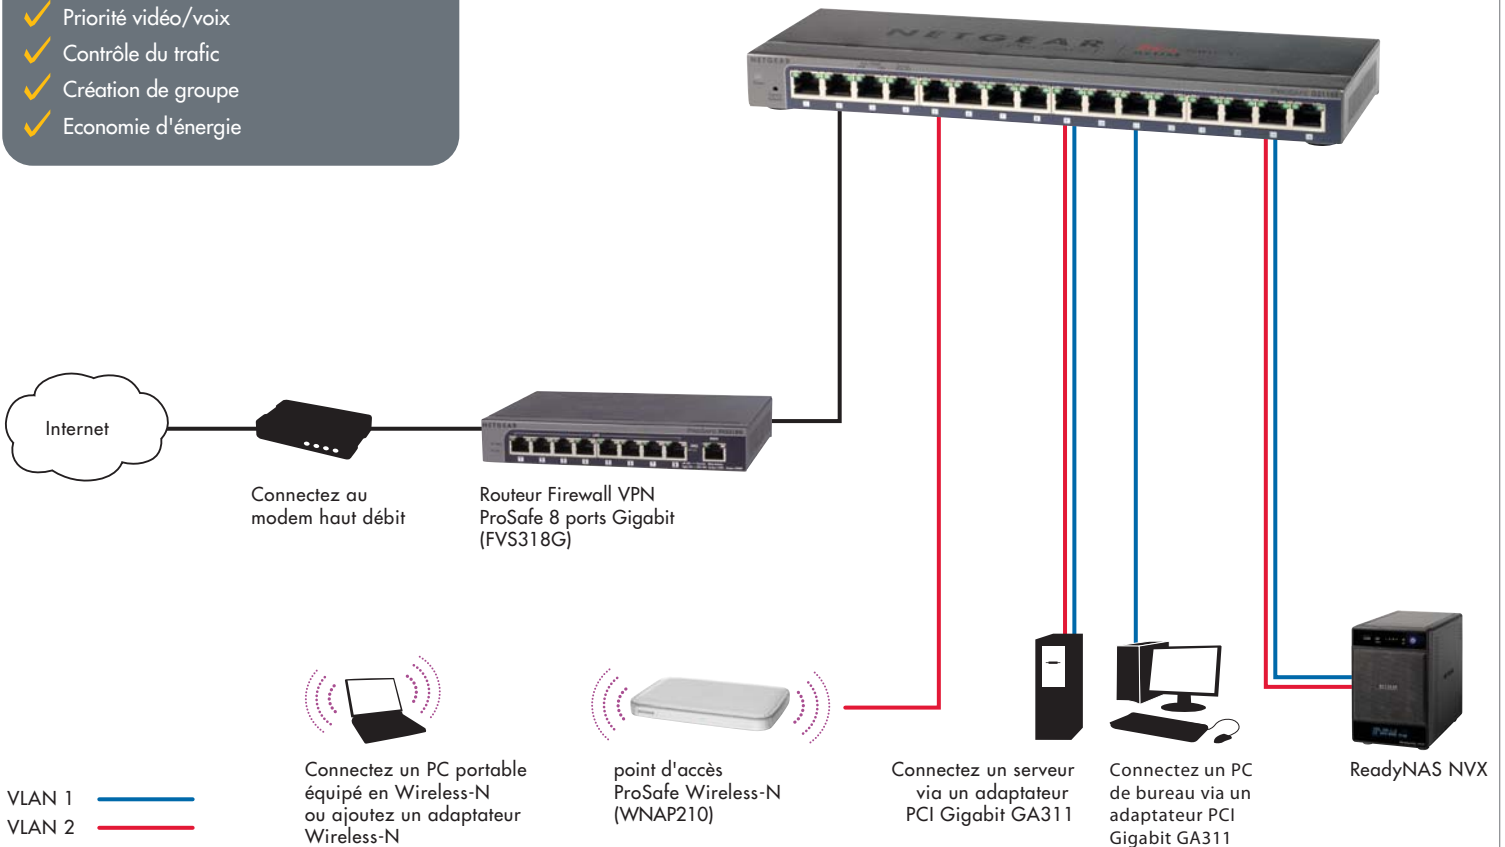 Priorité vidéo/voix
Contrôle du trafic
Création de groupe
Economie d'énergie
NETGEAR
NETGEAR
Internet
NETGEAR
Connectez au
modem haut débit
Routeur Firewall VPN
ProSafe 8 ports Gigabit
(FVS318G)
Connectez un PC portable
équipé en Wireless-N
ou ajoutez un adaptateur
Wireless-N
point d'accès
ProSafe Wireless-N
(WNAP210)
Connectez un serveur
via un adaptateur
PCI Gigabit GA311
Connectez un PC
de bureau via un
adaptateur PCI
Gigabit GA311
ReadyNAS NVX
VLAN 1
VLAN 2